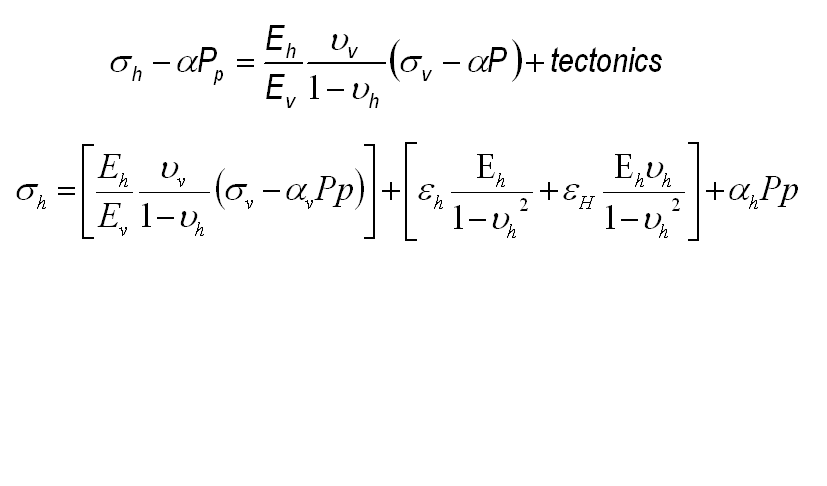 σ_h − αP_p = (E_h / E_v) (υ_v / (1 − υ_h)) (σ_v − αP) + tectonics
σ_h = [(E_h / E_v) (υ_v / (1 − υ_h)) (σ_v − α_v Pp)] + [ε_h (E_h / (1 − υ_h²)) + ε_H (E_h υ_h / (1 − υ_h²))] + α_h Pp